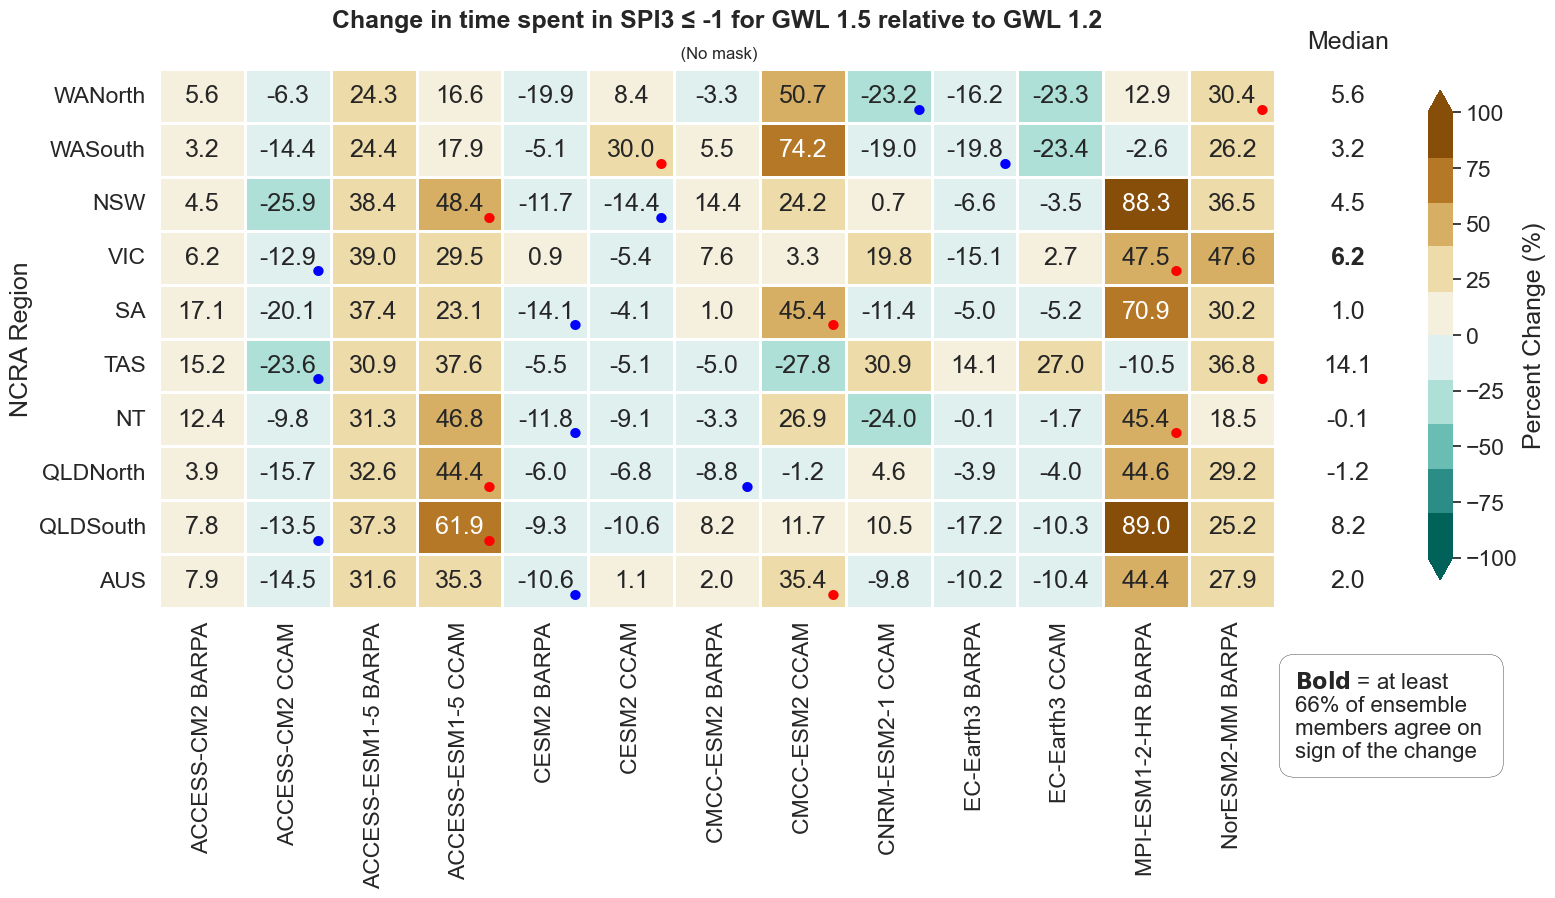 Change in time spent in SPI3 ≤ -1 for GWL 1.5 relative to GWL 1.2
(No mask)
Median
WANorth 5.6 -6.3 24.3 16.6 -19.9 8.4 -3.3 50.7 -23.2 -16.2 -23.3 12.9 30.4 5.6
WASouth 3.2 -14.4 24.4 17.9 -5.1 30.0 5.5 74.2 -19.0 -19.8 -23.4 -2.6 26.2 3.2
NSW 4.5 -25.9 38.4 48.4 -11.7 -14.4 14.4 24.2 0.7 -6.6 -3.5 88.3 36.5 4.5
VIC 6.2 -12.9 39.0 29.5 0.9 -5.4 7.6 3.3 19.8 -15.1 2.7 47.5 47.6 6.2
SA 17.1 -20.1 37.4 23.1 -14.1 -4.1 1.0 45.4 -11.4 -5.0 -5.2 70.9 30.2 1.0
TAS 15.2 -23.6 30.9 37.6 -5.5 -5.1 -5.0 -27.8 30.9 14.1 27.0 -10.5 36.8 14.1
NT 12.4 -9.8 31.3 46.8 -11.8 -9.1 -3.3 26.9 -24.0 -0.1 -1.7 45.4 18.5 -0.1
QLDNorth 3.9 -15.7 32.6 44.4 -6.0 -6.8 -8.8 -1.2 4.6 -3.9 -4.0 44.6 29.2 -1.2
QLDSouth 7.8 -13.5 37.3 61.9 -9.3 -10.6 8.2 11.7 10.5 -17.2 -10.3 89.0 25.2 8.2
AUS 7.9 -14.5 31.6 35.3 -10.6 1.1 2.0 35.4 -9.8 -10.2 -10.4 44.4 27.9 2.0
NCRA Region
ACCESS-CM2 BARPA
ACCESS-CM2 CCAM
ACCESS-ESM1-5 BARPA
ACCESS-ESM1-5 CCAM
CESM2 BARPA
CESM2 CCAM
CMCC-ESM2 BARPA
CMCC-ESM2 CCAM
CNRM-ESM2-1 CCAM
EC-Earth3 BARPA
EC-Earth3 CCAM
MPI-ESM1-2-HR BARPA
NorESM2-MM BARPA
100
75
50
25
0
−25
−50
−75
−100
Percent Change (%)
Bold = at least
66% of ensemble
members agree on
sign of the change